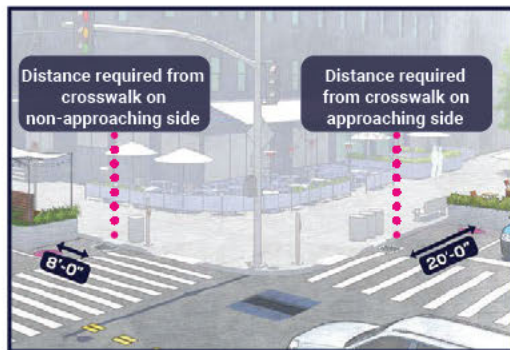 Distance required from
crosswalk on
non-approaching side
Distance required
from crosswalk on
approaching side
8'-0"
20'-0"